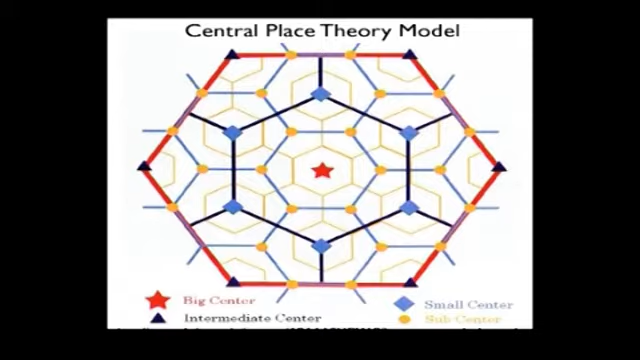 Central Place Theory Model
Big Center
Small Center
Intermediate Center
Sub Center